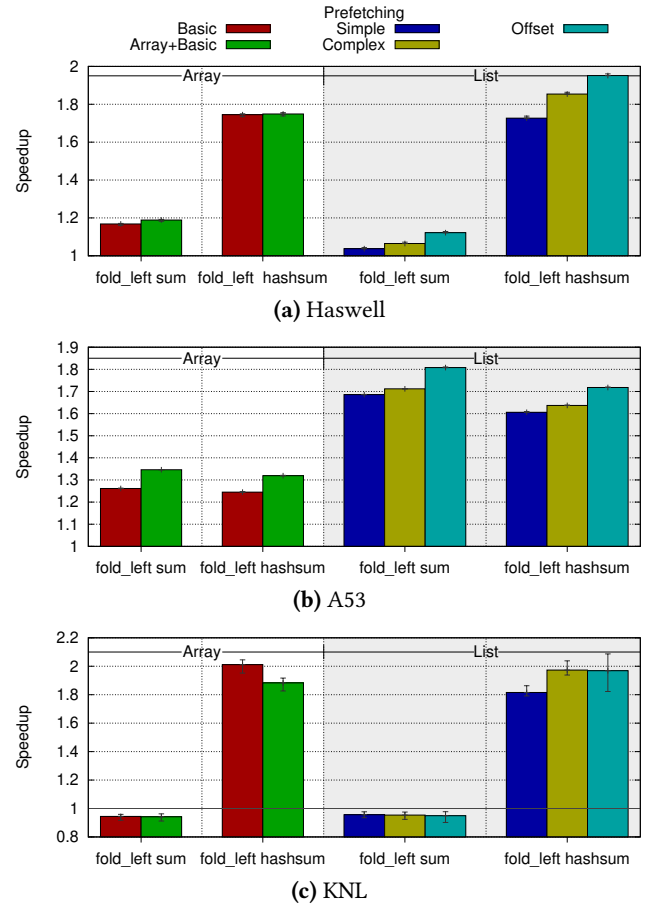 Prefetching
Basic Simple Offset
Array+Basic Complex
2
Array List
1.8
1.6
1.4
1.2
1
Speedup
fold_left sum fold_left hashsum fold_left sum fold_left hashsum
(a) Haswell
1.9
Array List
1.8
1.7
1.6
1.5
1.4
1.3
1.2
1.1
1
Speedup
fold_left sum fold_left hashsum fold_left sum fold_left hashsum
(b) A53
2.2
Array List
2
1.8
1.6
1.4
1.2
1
0.8
Speedup
fold_left sum fold_left hashsum fold_left sum fold_left hashsum
(c) KNL